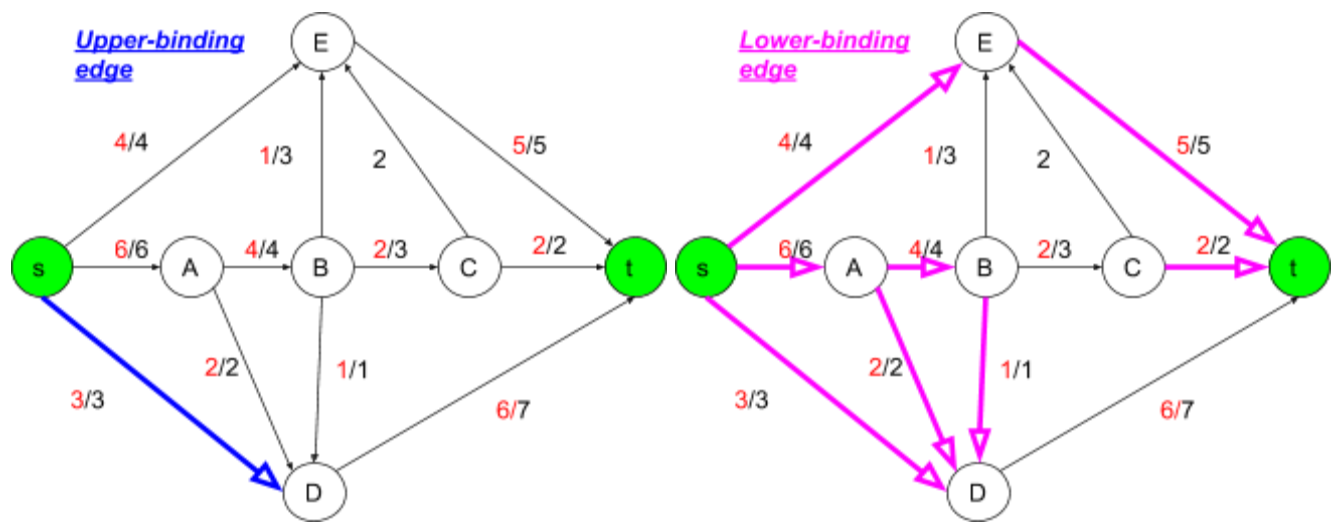 Upper-binding
edge
E
4/4
1/3
2
5/5
s
6/6
A
4/4
B
2/3
C
2/2
t
2/2
1/1
3/3
6/7
D
Lower-binding
edge
E
4/4
1/3
2
5/5
s
6/6
A
4/4
B
2/3
C
2/2
t
2/2
1/1
3/3
6/7
D